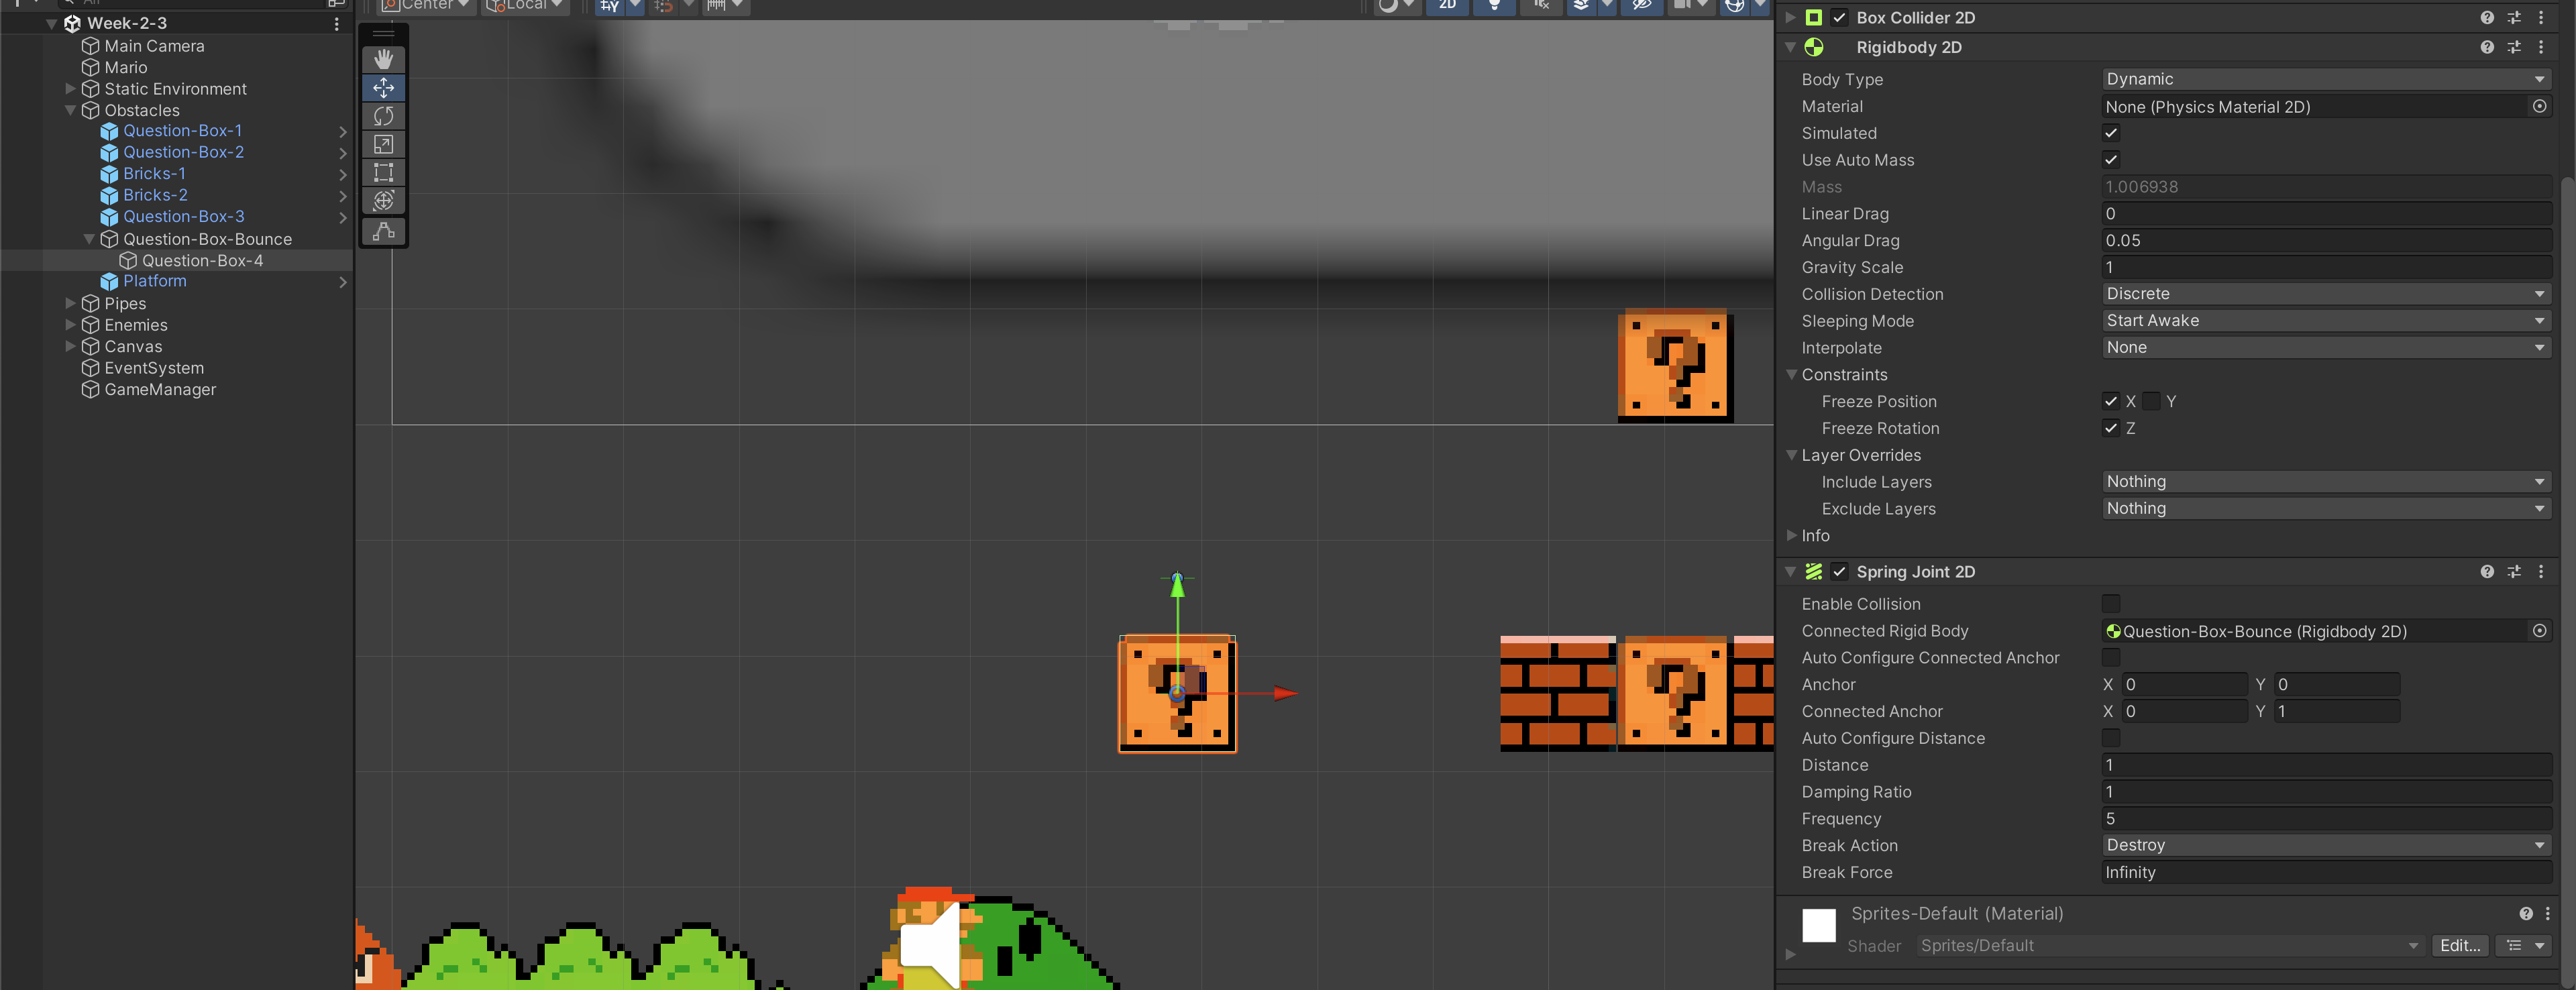 Week-2-3
Main Camera
Mario
Static Environment
Obstacles
Question-Box-1
Question-Box-2
Bricks-1
Bricks-2
Question-Box-3
Question-Box-Bounce
Question-Box-4
Platform
Pipes
Enemies
Canvas
EventSystem
GameManager
Center
Local
2D
?
?
?
Box Collider 2D
Rigidbody 2D
Body Type Dynamic
Material None (Physics Material 2D)
Simulated
Use Auto Mass
Mass 1.006938
Linear Drag 0
Angular Drag 0.05
Gravity Scale 1
Collision Detection Discrete
Sleeping Mode Start Awake
Interpolate None
Constraints
Freeze Position X Y
Freeze Rotation Z
Layer Overrides
Include Layers Nothing
Exclude Layers Nothing
Info
Spring Joint 2D
Enable Collision
Connected Rigid Body Question-Box-Bounce (Rigidbody 2D)
Auto Configure Connected Anchor
Anchor X 0 Y 0
Connected Anchor X 0 Y 1
Auto Configure Distance
Distance 1
Damping Ratio 1
Frequency 5
Break Action Destroy
Break Force Infinity
Sprites-Default (Material)
Shader Sprites/Default Edit...